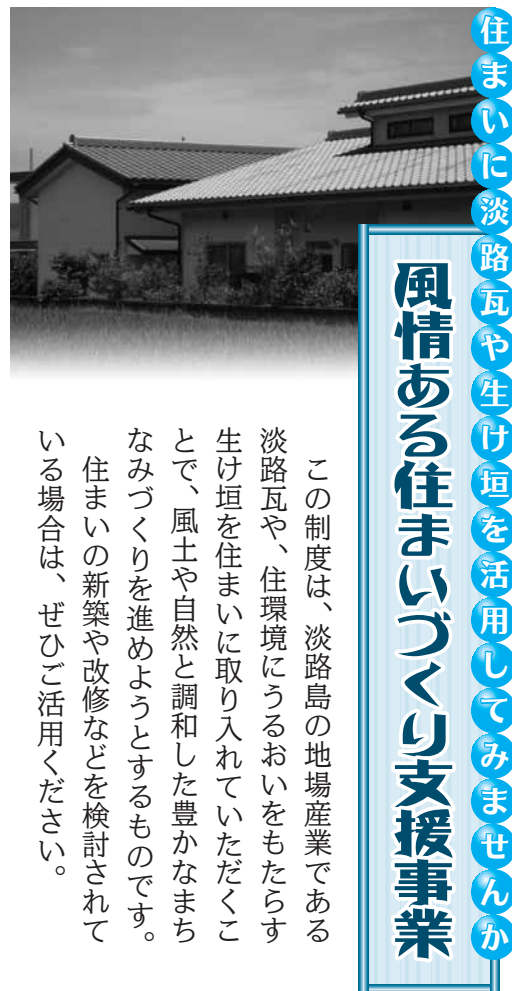 住まいに淡路瓦や生け垣を活用してみませんか
風情ある住まいづくり支援事業
この制度は、淡路島の地場産業である
淡路瓦や、住環境にうるおいをもたらす
生け垣を住まいに取り入れていただくこ
とで、風土や自然と調和した豊かなまち
なみづくりを進めようとするものです。
住まいの新築や改修などを検討されて
いる場合は、ぜひご活用ください。